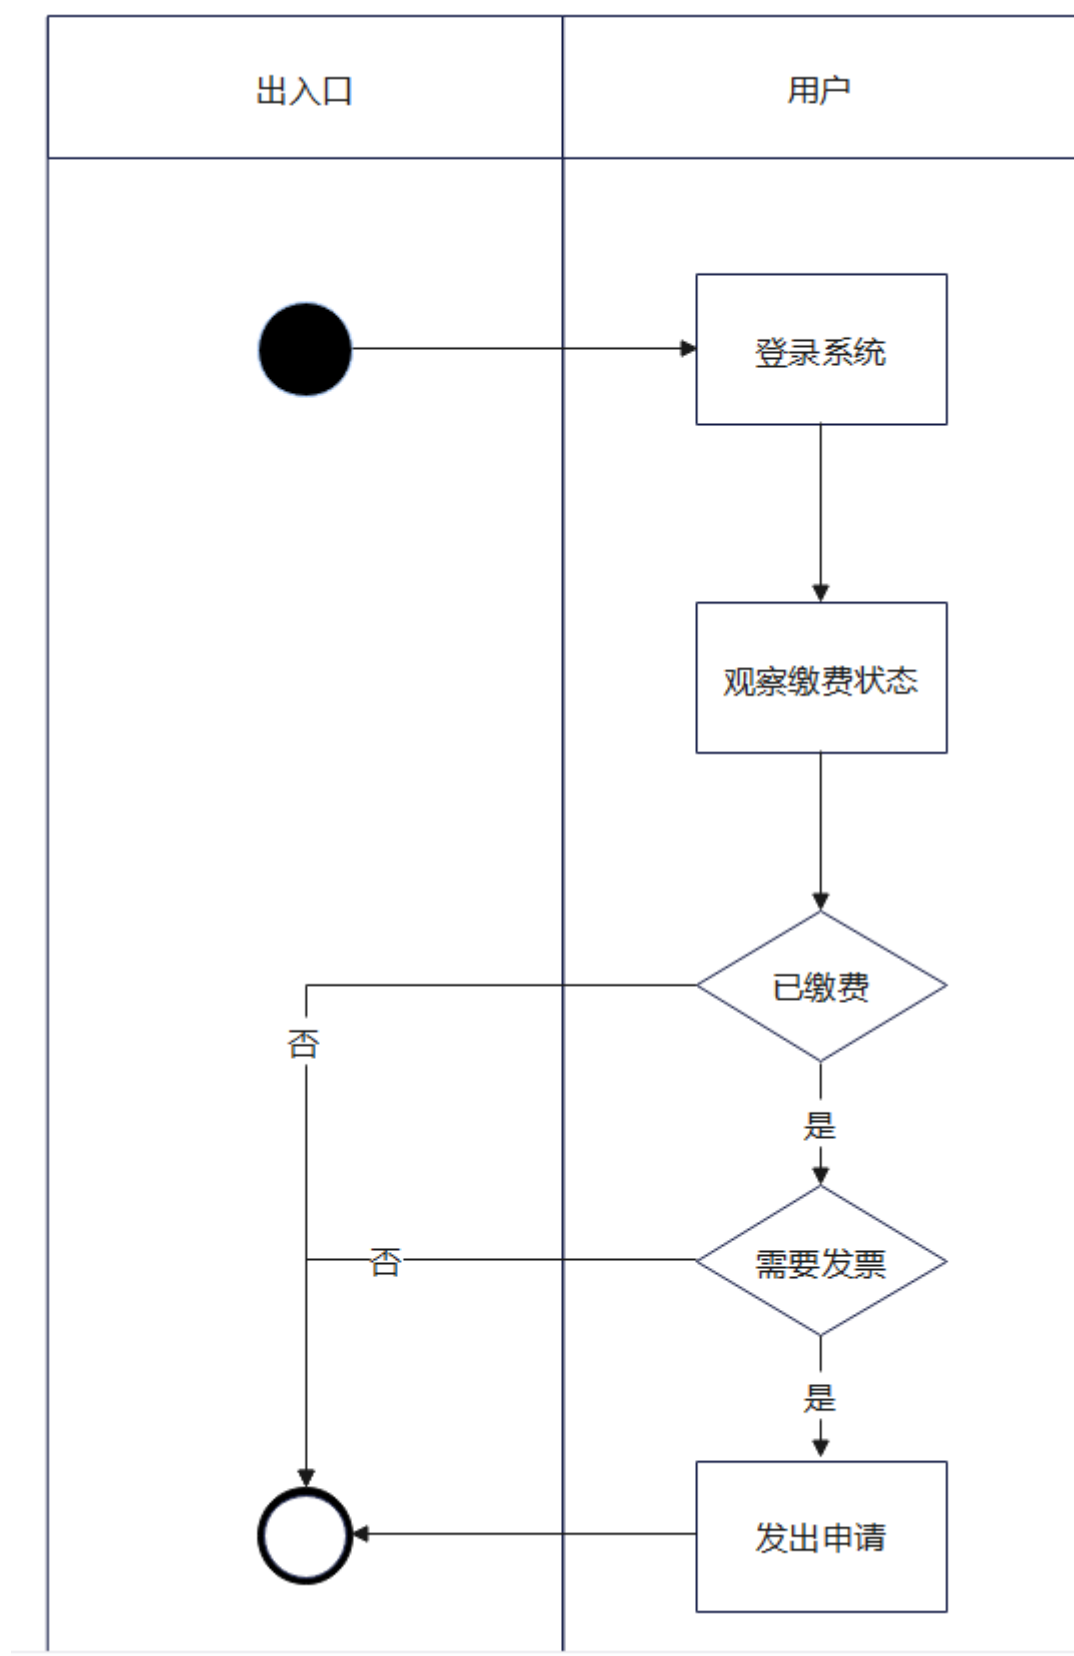 出入口
用户
登录系统
观察缴费状态
已缴费
否
是
需要发票
否
是
发出申请